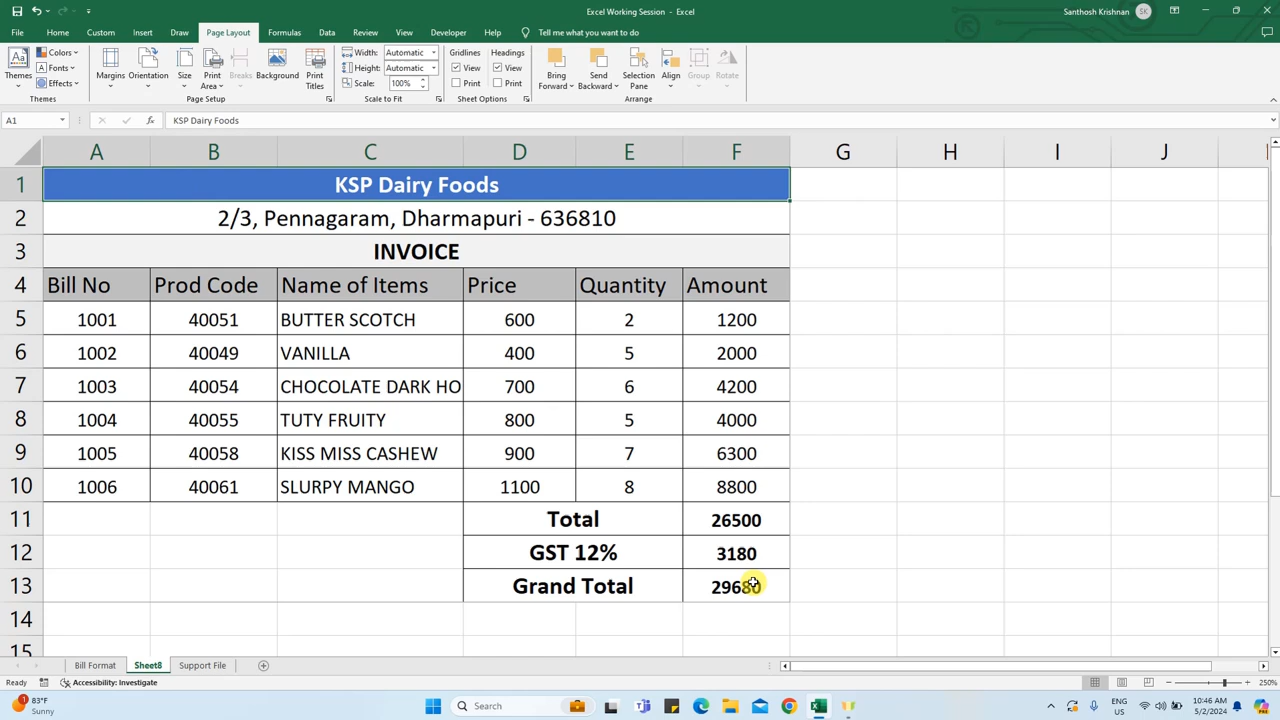 Excel Working Session - Excel
Santhosh Krishnan SK
File Home Custom Insert Draw Page Layout Formulas Data Review View Developer Help Tell me what you want to do
Themes
Colors
Fonts
Effects
Themes
Margins Orientation Size Print Area Breaks Background Print Titles
Page Setup
Width: Automatic
Height: Automatic
Scale: 100%
Scale to Fit
Gridlines Headings
View View
Print Print
Sheet Options
Bring Forward Send Backward Selection Pane Align Group Rotate
Arrange
A1 fx KSP Dairy Foods
A B C D E F G H I J
1 KSP Dairy Foods
2 2/3, Pennagaram, Dharmapuri - 636810
3 INVOICE
4 Bill No Prod Code Name of Items Price Quantity Amount
5 1001 40051 BUTTER SCOTCH 600 2 1200
6 1002 40049 VANILLA 400 5 2000
7 1003 40054 CHOCOLATE DARK HO 700 6 4200
8 1004 40055 TUTY FRUITY 800 5 4000
9 1005 40058 KISS MISS CASHEW 900 7 6300
10 1006 40061 SLURPY MANGO 1100 8 8800
11 Total 26500
12 GST 12% 3180
13 Grand Total 29680
14
15
Bill Format Sheet8 Support File
Ready Accessibility: Investigate 250%
83°F
Sunny
Search
ENG
US
10:46 AM
5/2/2024